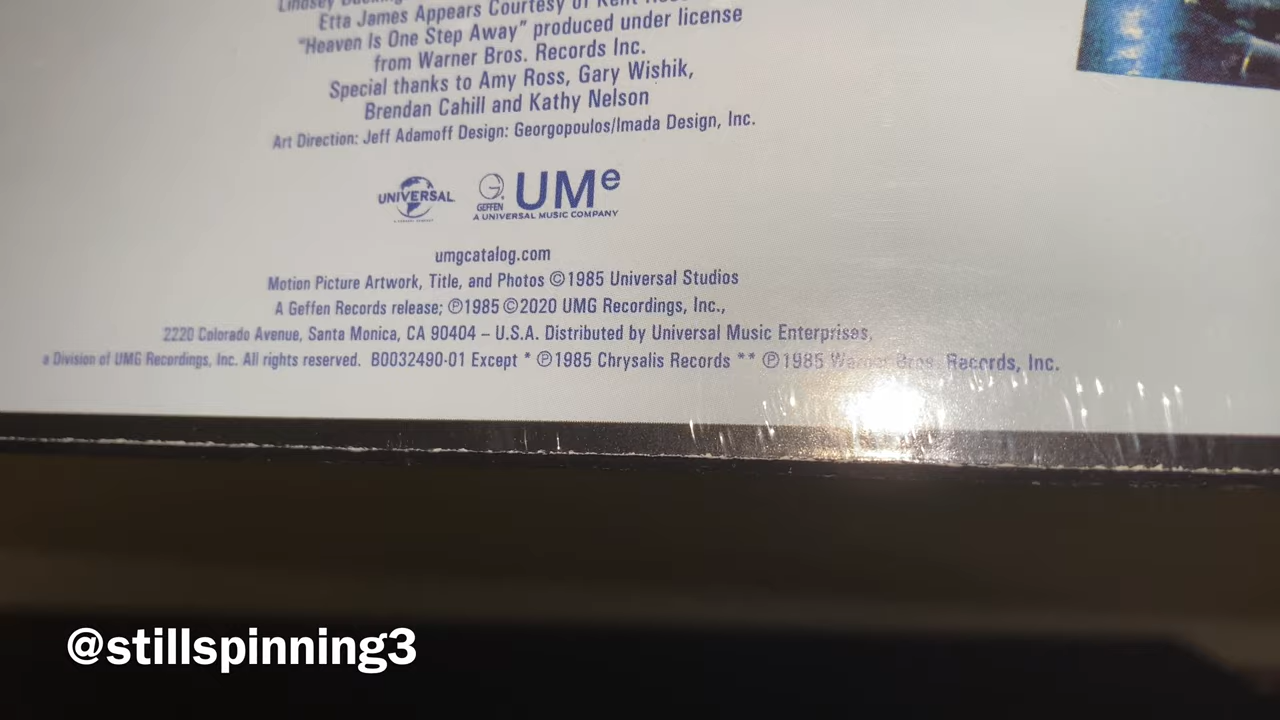 Lindsey
Etta James Appears Courtesy of Kent
"Heaven Is One Step Away" produced under license
from Warner Bros. Records Inc.
Special thanks to Amy Ross, Gary Wishik,
Brendan Cahill and Kathy Nelson
Art Direction: Jeff Adamoff Design: Georgopoulos/Imada Design, Inc.
UNIVERSAL GEFFEN UMe
A UNIVERSAL MUSIC COMPANY
umgcatalog.com
Motion Picture Artwork, Title, and Photos ©1985 Universal Studios
A Geffen Records release; ℗1985 ©2020 UMG Recordings, Inc.,
2220 Colorado Avenue, Santa Monica, CA 90404 – U.S.A. Distributed by Universal Music Enterprises,
a Division of UMG Recordings, Inc. All rights reserved. B0032490-01 Except * ℗1985 Chrysalis Records ** ℗1985 Warner Bros. Records, Inc.
@stillspinning3